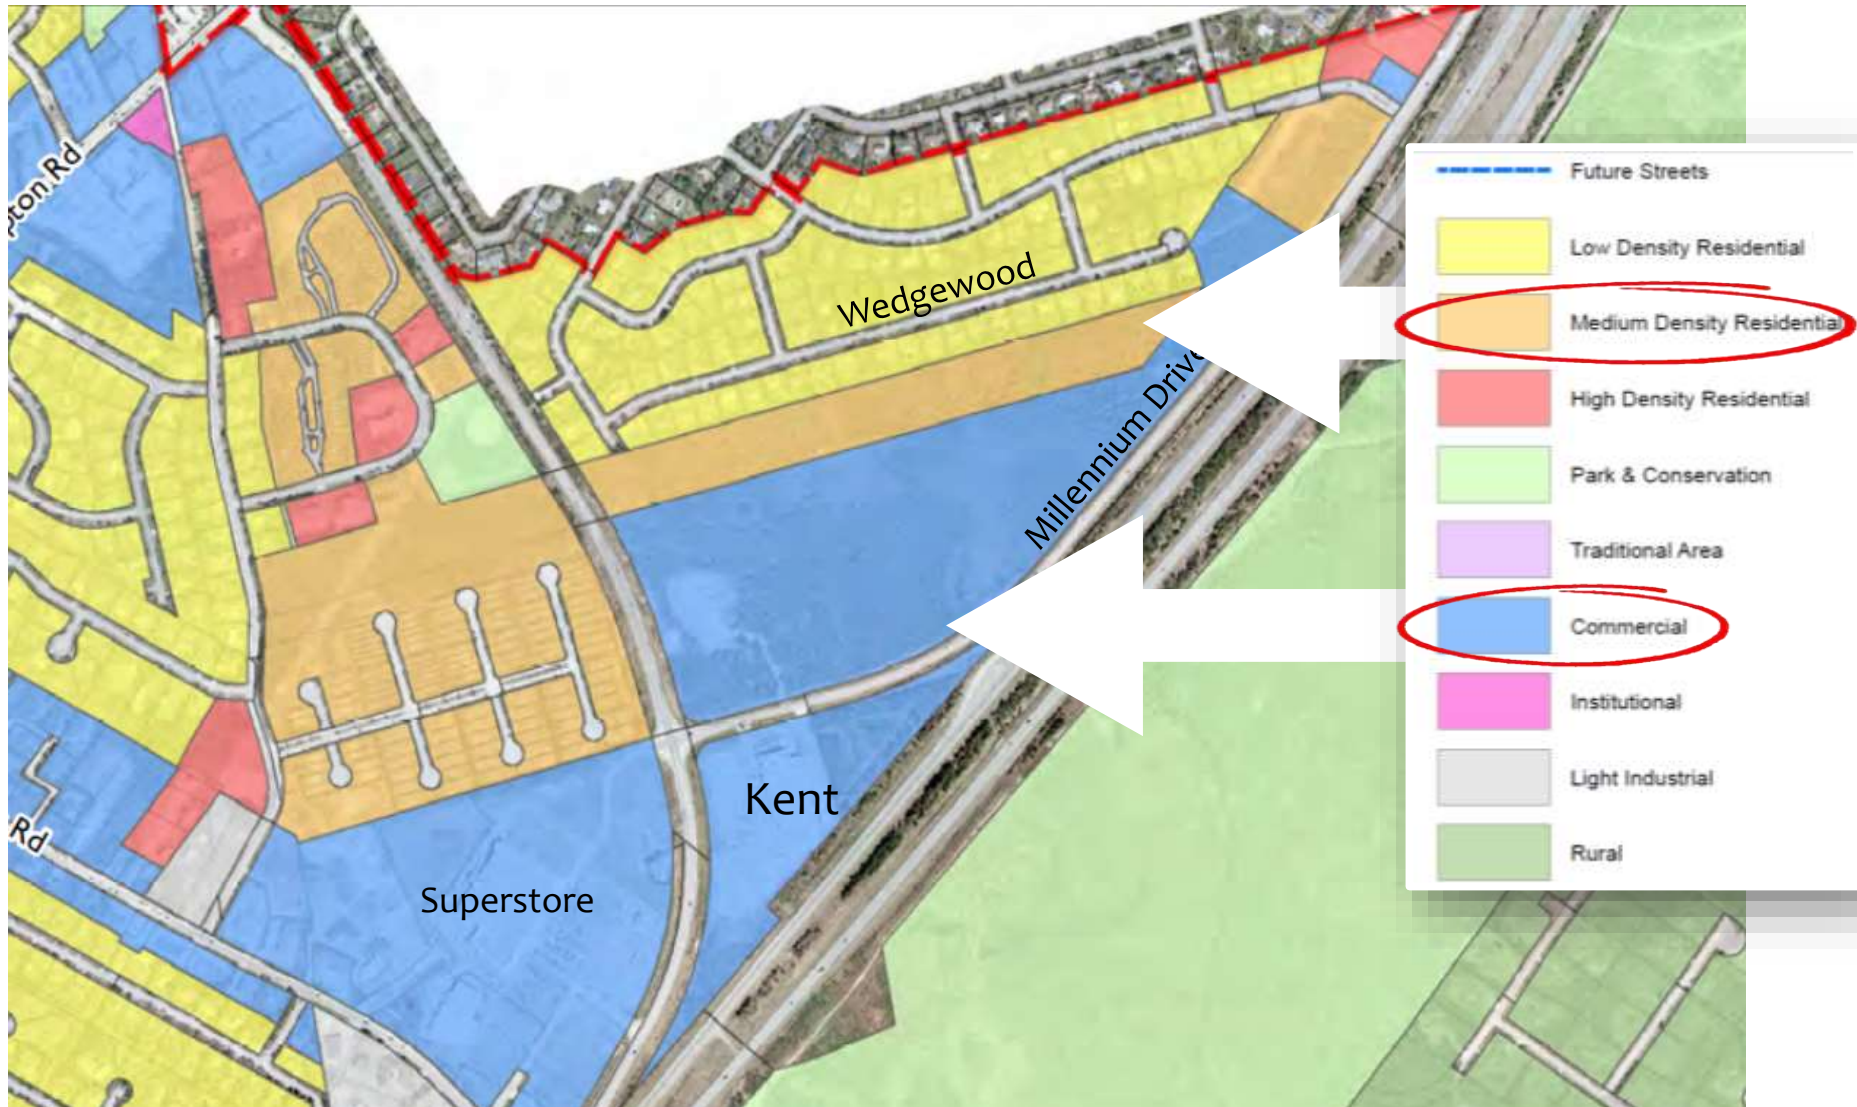 pton Rd
Wedgewood
Millennium Drive
Kent
Superstore
Rd
Future Streets
Low Density Residential
Medium Density Residential
High Density Residential
Park & Conservation
Traditional Area
Commercial
Institutional
Light Industrial
Rural